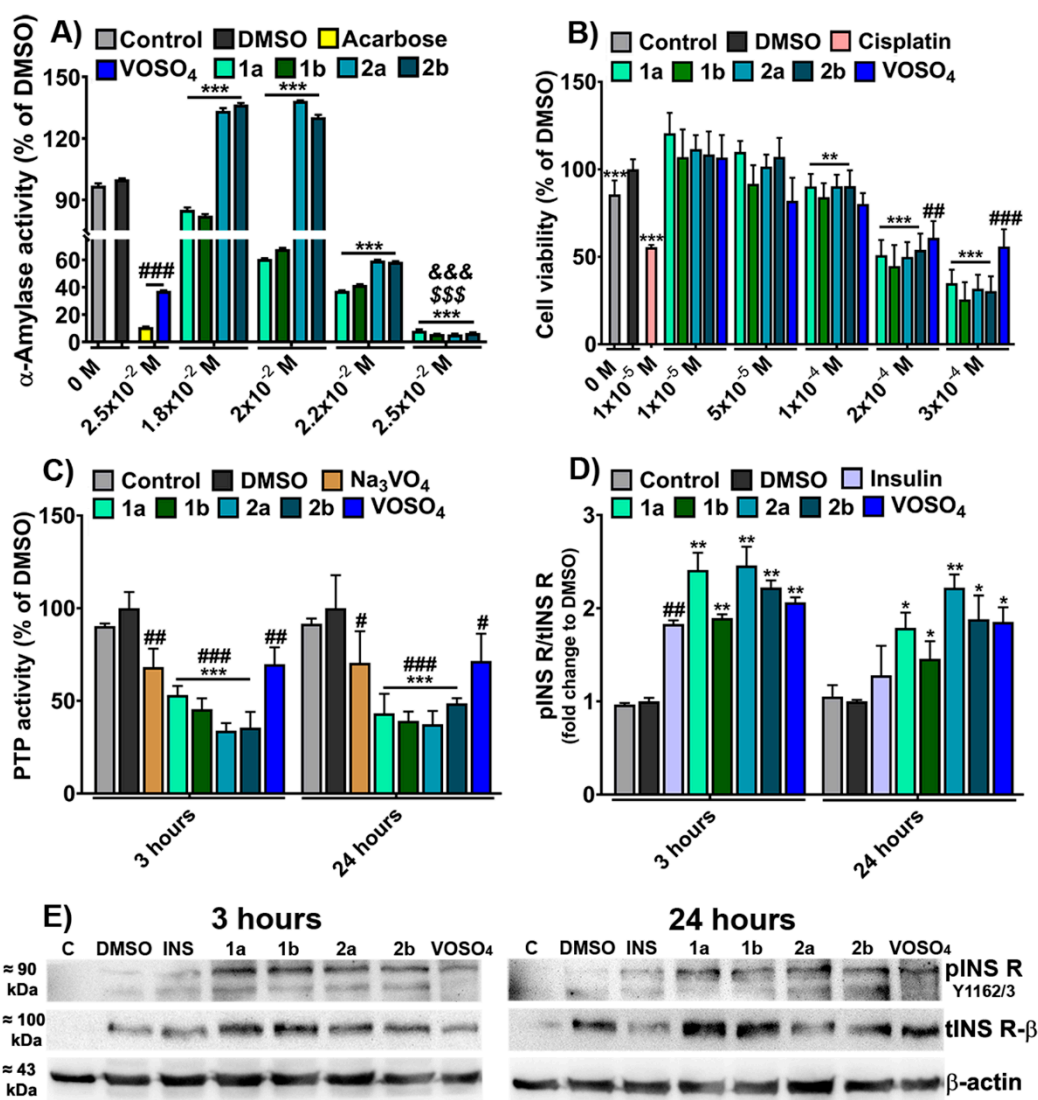 A)
Control DMSO Acarbose
VOSO₄ 1a 1b 2a 2b
α-Amylase activity (% of DMSO)
150
120
90
60
40
20
0
***
***
###
***
&&&
$$$
***
0 M
2.5x10⁻² M
1.8x10⁻² M
2x10⁻² M
2.2x10⁻² M
2.5x10⁻² M
B)
Control DMSO Cisplatin
1a 1b 2a 2b VOSO₄
Cell viability (% of DMSO)
150
100
50
0
***
***
**
***
##
***
###
0 M
1x10⁻⁵ M
1x10⁻⁵ M
5x10⁻⁵ M
1x10⁻⁴ M
2x10⁻⁴ M
3x10⁻⁴ M
C)
Control DMSO Na₃VO₄
1a 1b 2a 2b VOSO₄
PTP activity (% of DMSO)
150
100
50
0
##
###
***
##
#
###
***
#
3 hours
24 hours
D)
Control DMSO Insulin
1a 1b 2a 2b VOSO₄
pINS R/tINS R
(fold change to DMSO)
3
2
1
0
##
**
**
**
**
**
*
*
**
*
*
3 hours
24 hours
E)
3 hours
24 hours
C DMSO INS 1a 1b 2a 2b VOSO₄
C DMSO INS 1a 1b 2a 2b VOSO₄
≈ 90
kDa
pINS R
Y1162/3
≈ 100
kDa
tINS R-β
≈ 43
kDa
β-actin